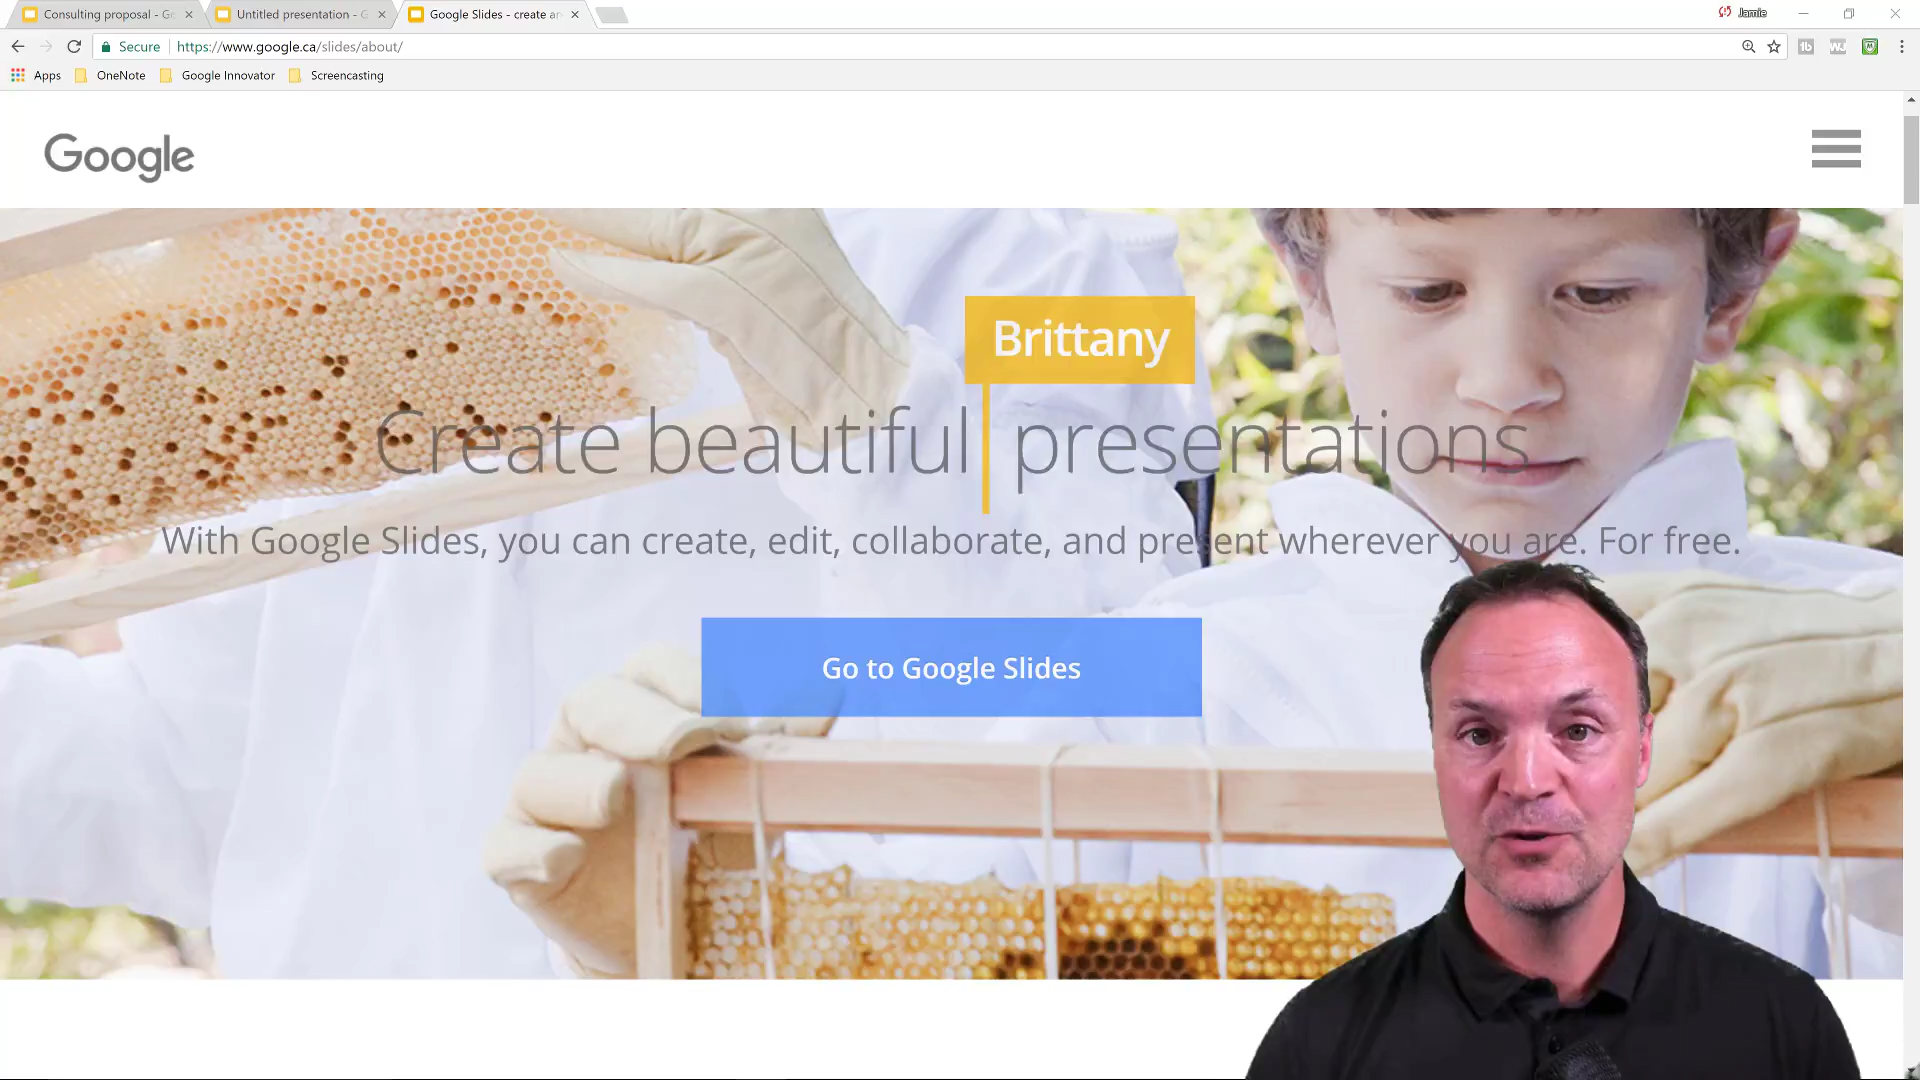 Consulting proposal - Go
Untitled presentation - G
Google Slides - create an
Jamie
Secure
https://www.google.ca/slides/about/
Apps
OneNote
Google Innovator
Screencasting
Google
Brittany
Create beautiful presentations
With Google Slides, you can create, edit, collaborate, and present wherever you are. For free.
Go to Google Slides